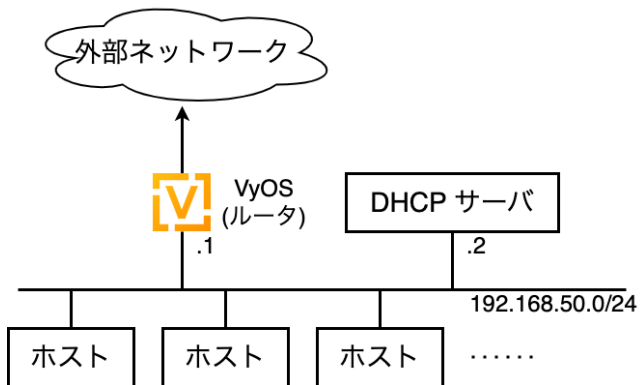 外部ネットワーク
V
VyOS
(ルータ)
DHCP サーバ
.1
.2
192.168.50.0/24
ホスト
ホスト
ホスト
......